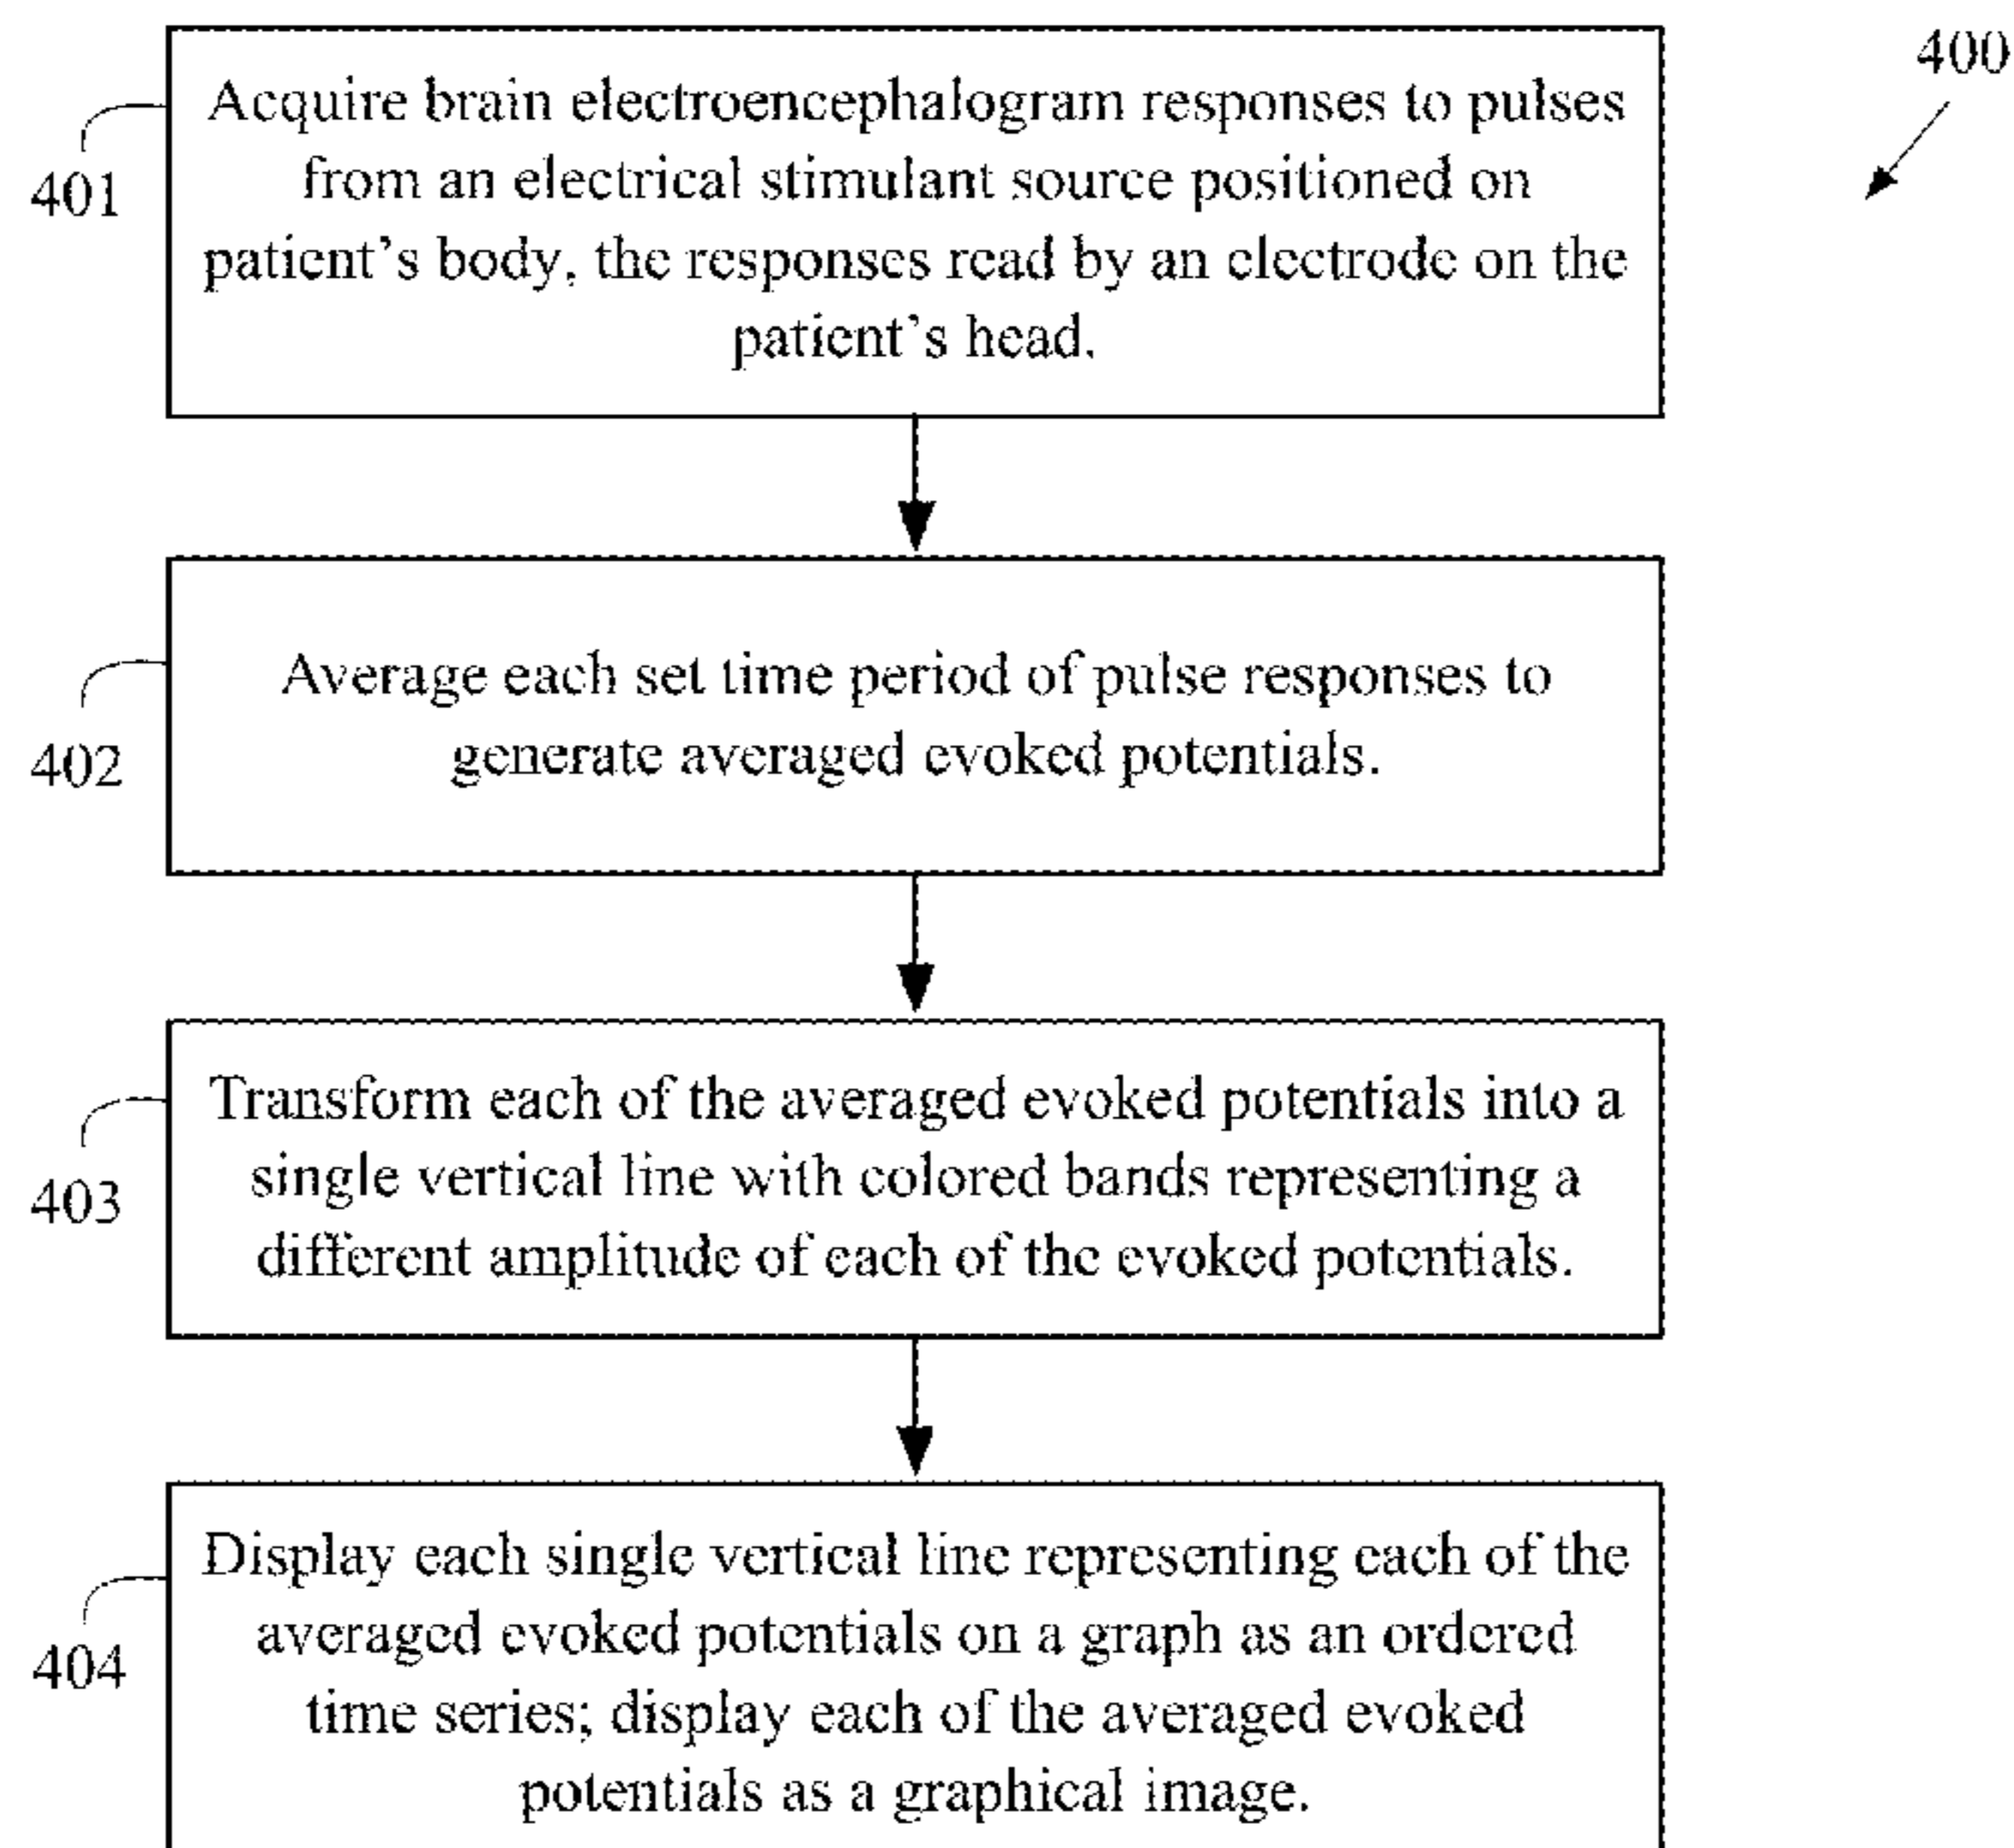 400
401
Acquire brain electroencephalogram responses to pulses
from an electrical stimulant source positioned on
patient's body, the responses read by an electrode on the
patient's head.
402
Average each set time period of pulse responses to
generate averaged evoked potentials.
403
Transform each of the averaged evoked potentials into a
single vertical line with colored bands representing a
different amplitude of each of the evoked potentials.
404
Display each single vertical line representing each of the
averaged evoked potentials on a graph as an ordered
time series; display each of the averaged evoked
potentials as a graphical image.